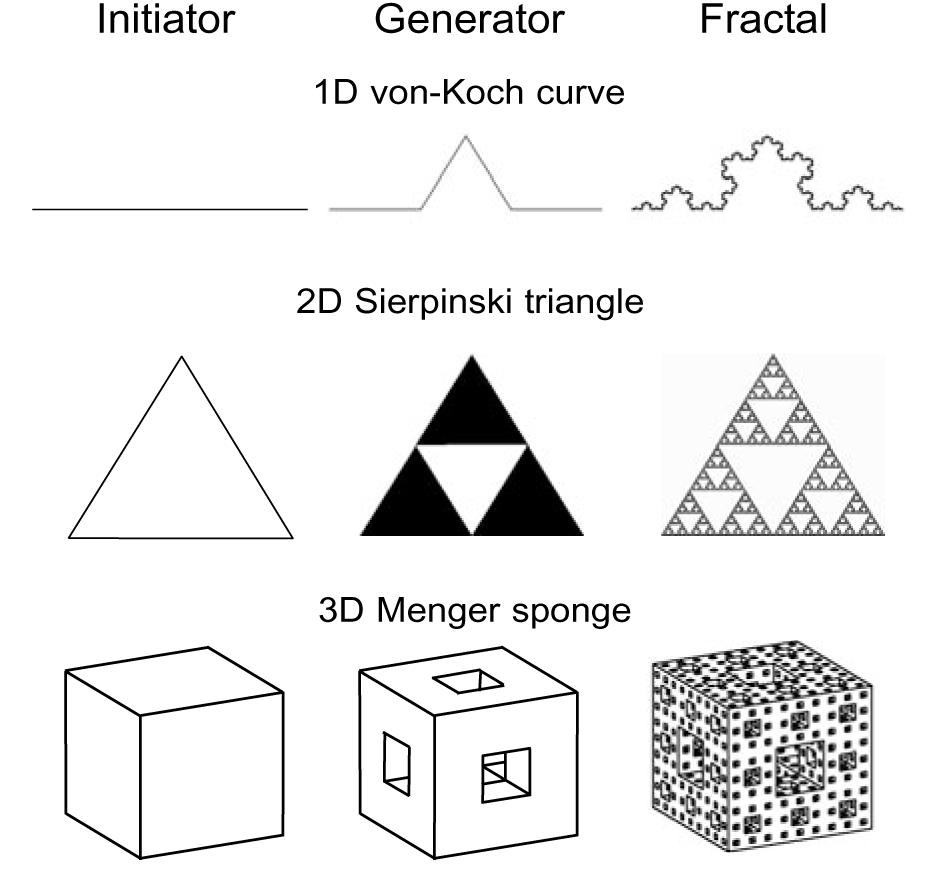 Initiator Generator Fractal
1D von-Koch curve
2D Sierpinski triangle
3D Menger sponge